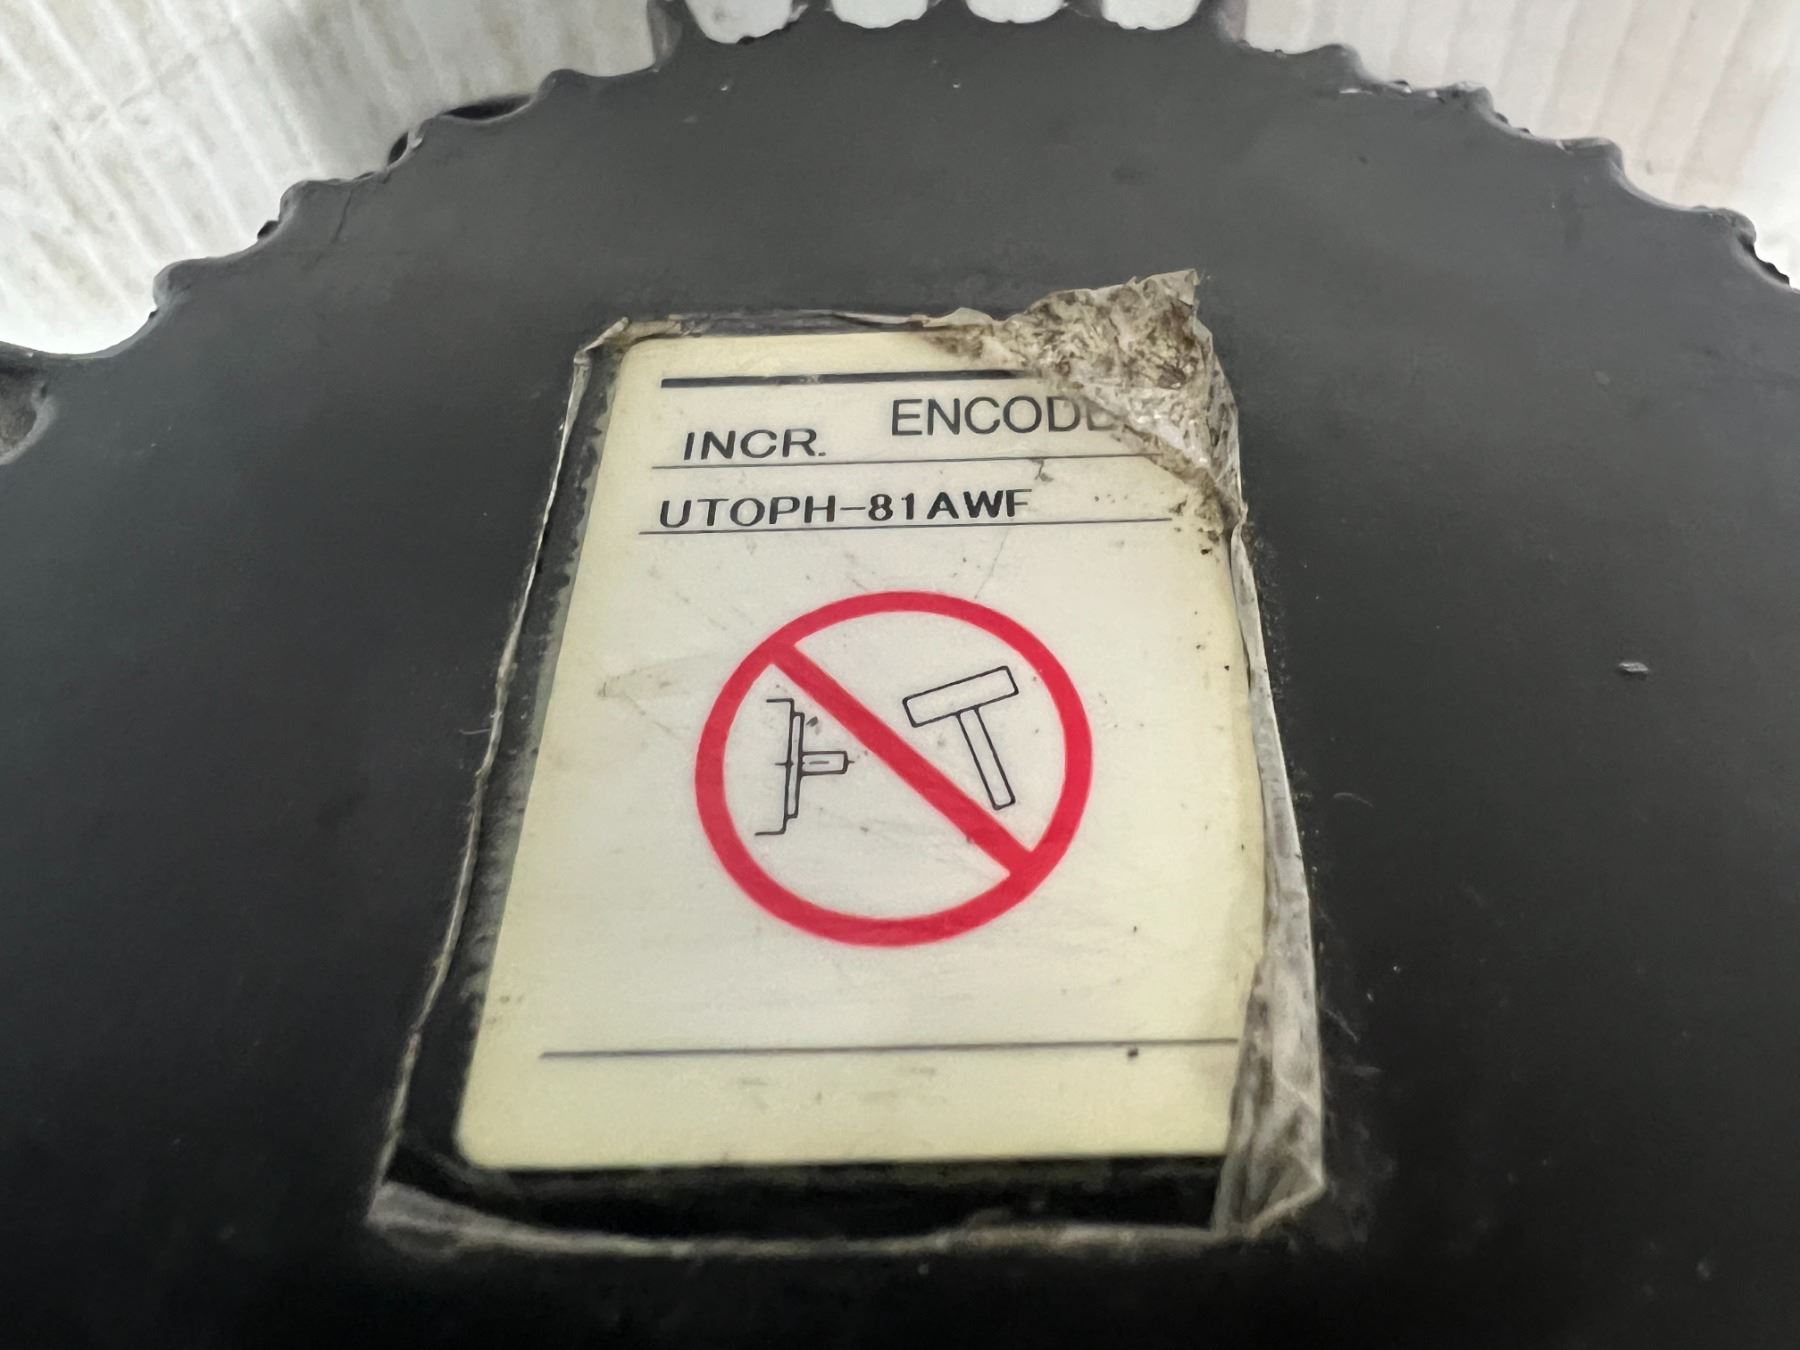 INCR. ENCODE
UTOPH-81AWF